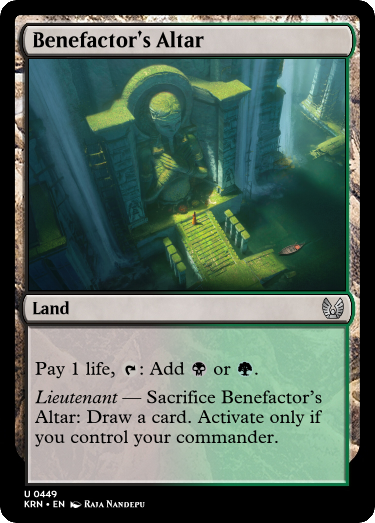 Benefactor's Altar
Land
Pay 1 life, : Add or .
Lieutenant — Sacrifice Benefactor's
Altar: Draw a card. Activate only if
you control your commander.
U 0449
KRN • EN Raja Nandepu